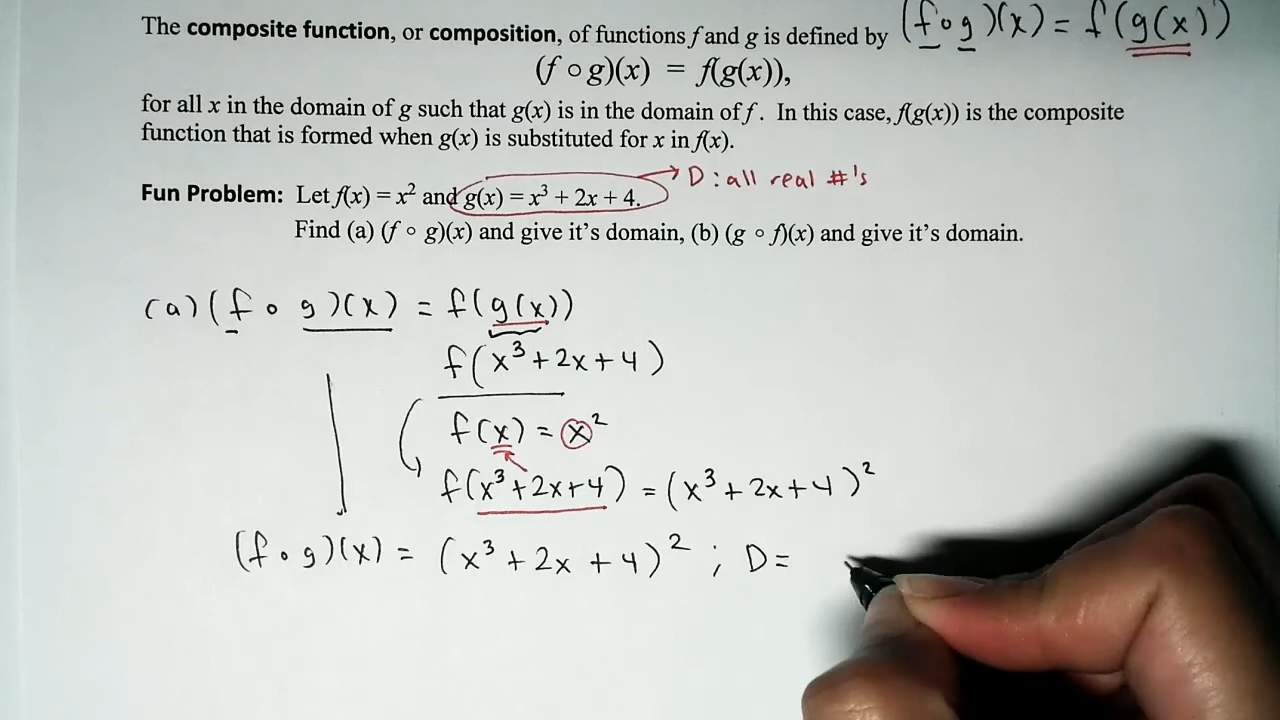 The composite function, or composition, of functions f and g is defined by (f∘g)(x) = f(g(x))
(f ∘ g)(x) = f(g(x)),
for all x in the domain of g such that g(x) is in the domain of f. In this case, f(g(x)) is the composite
function that is formed when g(x) is substituted for x in f(x).
D: all real #'s
Fun Problem: Let f(x) = x² and g(x) = x³ + 2x + 4.
Find (a) (f ∘ g)(x) and give it's domain, (b) (g ∘ f)(x) and give it's domain.
(a) (f ∘ g)(x) = f(g(x))
f(x³+2x+4)
f(x) = x²
f(x³+2x+4) = (x³+2x+4)²
(f∘g)(x) = (x³+2x+4)² ; D=